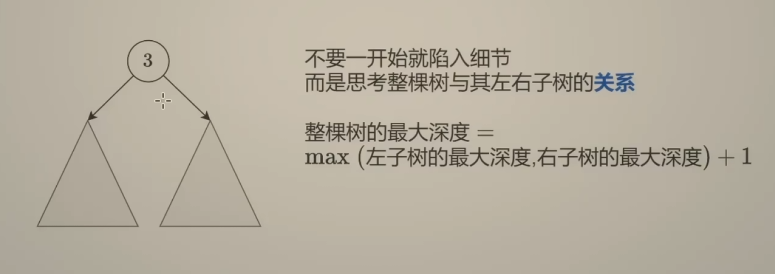 3
不要一开始就陷入细节
而是思考整棵树与其左右子树的关系
整棵树的最大深度 =
max (左子树的最大深度,右子树的最大深度) + 1